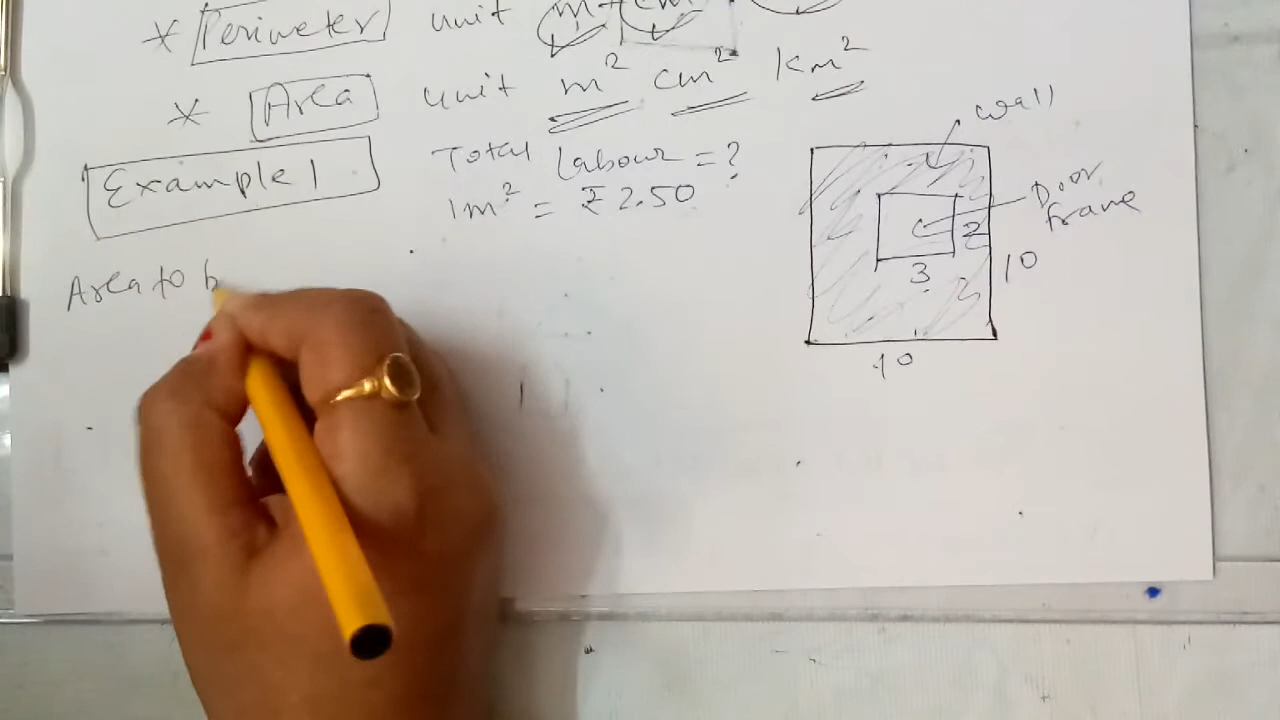 * Perimeter unit m cm
* Area unit m² cm² km²
Example 1
Total Labour = ?
1m² = ₹2.50
Area to b
wall
Door frame
2
3
10
10